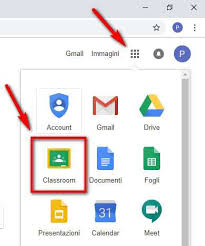 P
Gmail Immagini P
Account Gmail Drive
Classroom Documenti Fogli
31
Presentazioni Calendar Meet